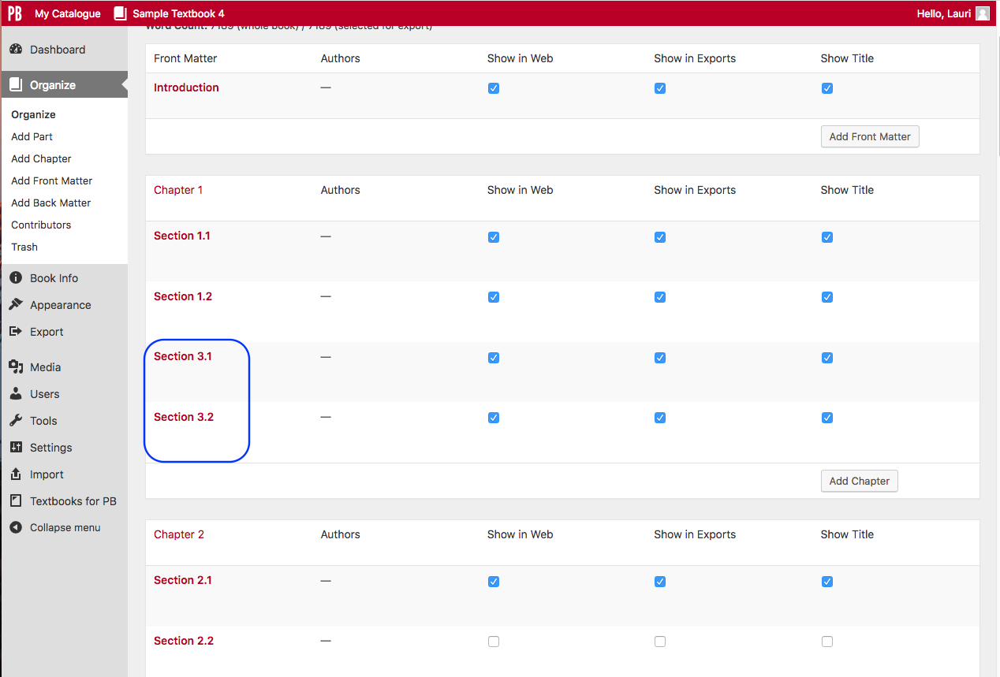 PB My Catalogue Sample Textbook 4 Hello, Lauri
Word Count: 7189 (whole book) / 7189 (selected for export)
Dashboard
Organize
Organize
Add Part
Add Chapter
Add Front Matter
Add Back Matter
Contributors
Trash
Book Info
Appearance
Export
Media
Users
Tools
Settings
Import
Textbooks for PB
Collapse menu
Front Matter Authors Show in Web Show in Exports Show Title
Introduction —
Add Front Matter
Chapter 1 Authors Show in Web Show in Exports Show Title
Section 1.1 —
Section 1.2 —
Section 3.1 —
Section 3.2 —
Add Chapter
Chapter 2 Authors Show in Web Show in Exports Show Title
Section 2.1 —
Section 2.2 —